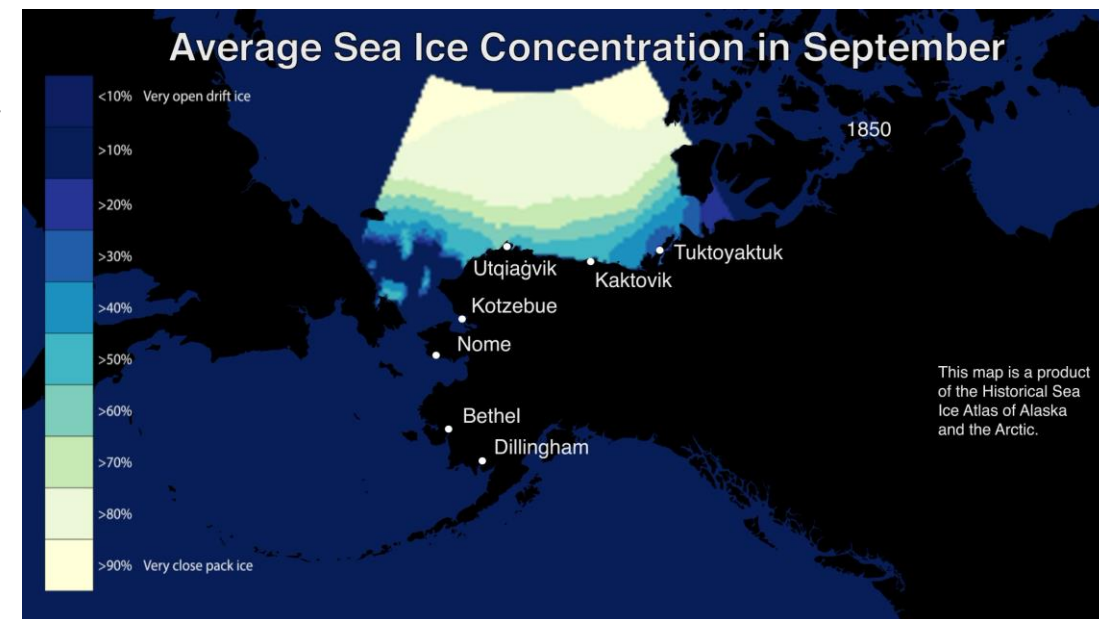 Average Sea Ice Concentration in September
<10% Very open drift ice
>10%
>20%
>30%
>40%
>50%
>60%
>70%
>80%
>90% Very close pack ice
1850
Tuktoyaktuk
Utqiaġvik
Kaktovik
Kotzebue
Nome
Bethel
Dillingham
This map is a product
of the Historical Sea
Ice Atlas of Alaska
and the Arctic.